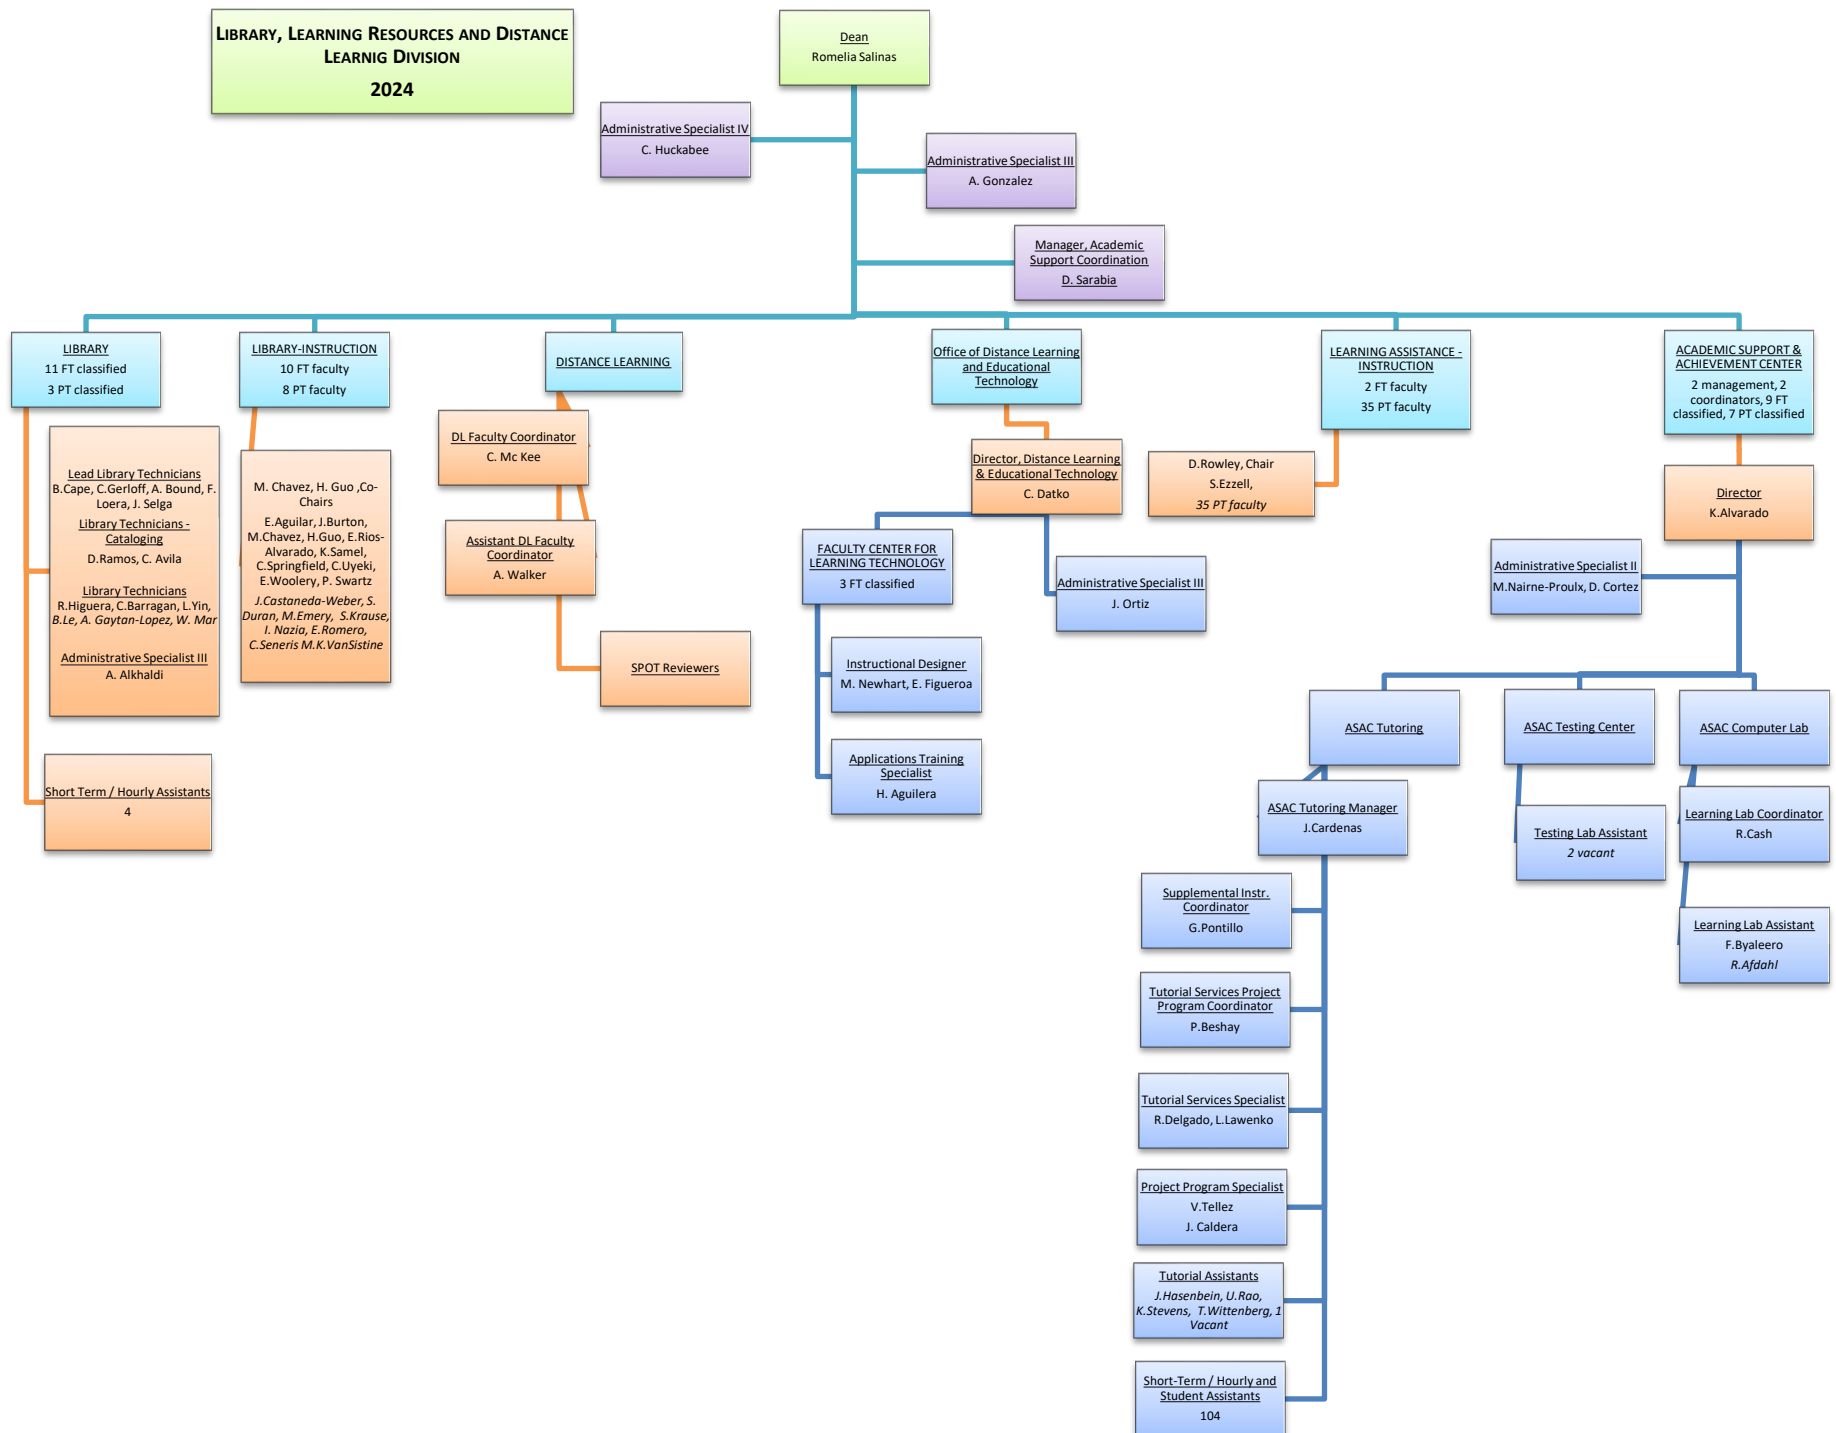 LIBRARY, LEARNING RESOURCES AND DISTANCE
LEARNIG DIVISION
2024
Dean
Romelia Salinas
Administrative Specialist IV
C. Huckabee
Administrative Specialist III
A. Gonzalez
Manager, Academic
Support Coordination
D. Sarabia
LIBRARY
11 FT classified
3 PT classified
LIBRARY-INSTRUCTION
10 FT faculty
8 PT faculty
DISTANCE LEARNING
Office of Distance Learning
and Educational
Technology
LEARNING ASSISTANCE -
INSTRUCTION
2 FT faculty
35 PT faculty
ACADEMIC SUPPORT &
ACHIEVEMENT CENTER
2 management, 2
coordinators, 9 FT
classified, 7 PT classified
Lead Library Technicians
B.Cape, C.Gerloff, A. Bound, F.
Loera, J. Selga
Library Technicians -
Cataloging
D.Ramos, C. Avila
Library Technicians
R.Higuera, C.Barragan, L.Yin,
B.Le, A. Gaytan-Lopez, W. Mar
Administrative Specialist III
A. Alkhaldi
Short Term / Hourly Assistants
4
M. Chavez, H. Guo ,Co-
Chairs
E.Aguilar, J.Burton,
M.Chavez, H.Guo, E.Rios-
Alvarado, K.Samel,
C.Springfield, C.Uyeki,
E.Woolery, P. Swartz
J.Castaneda-Weber, S.
Duran, M.Emery, S.Krause,
I. Nazia, E.Romero,
C.Seneris M.K.VanSistine
DL Faculty Coordinator
C. Mc Kee
Assistant DL Faculty
Coordinator
A. Walker
SPOT Reviewers
Director, Distance Learning
& Educational Technology
C. Datko
FACULTY CENTER FOR
LEARNING TECHNOLOGY
3 FT classified
Administrative Specialist III
J. Ortiz
Instructional Designer
M. Newhart, E. Figueroa
Applications Training
Specialist
H. Aguilera
D.Rowley, Chair
S.Ezzell,
35 PT faculty
Director
K.Alvarado
Administrative Specialist II
M.Nairne-Proulx, D. Cortez
ASAC Tutoring
ASAC Testing Center
ASAC Computer Lab
ASAC Tutoring Manager
J.Cardenas
Testing Lab Assistant
2 vacant
Learning Lab Coordinator
R.Cash
Learning Lab Assistant
F.Byaleero
R.Afdahl
Supplemental Instr.
Coordinator
G.Pontillo
Tutorial Services Project
Program Coordinator
P.Beshay
Tutorial Services Specialist
R.Delgado, L.Lawenko
Project Program Specialist
V.Tellez
J. Caldera
Tutorial Assistants
J.Hasenbein, U.Rao,
K.Stevens, T.Wittenberg, 1
Vacant
Short-Term / Hourly and
Student Assistants
104